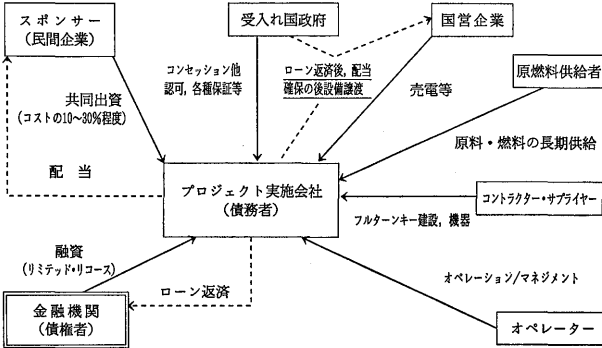 スポンサー
（民間企業）
受入れ国政府
国営企業
原燃料供給者
コンセッション他
認可，各種保証等
ローン返済後，配当
確保の後設備譲渡
売電等
共同出資
（コストの10～30％程度）
原料・燃料の長期供給
配　当
プロジェクト実施会社
（債務者）
コントラクター・サプライヤー
フルターンキー建設，機器
融資
（リミテッド・リコース）
ローン返済
オペレーション/マネジメント
金融機関
（債権者）
オペレーター